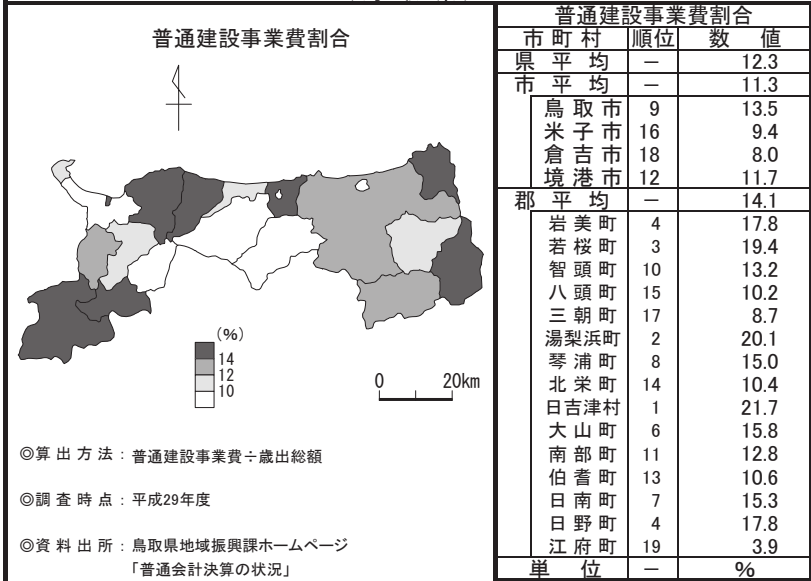 普通建設事業費割合
(%)
14
12
10
0 20km
◎算出方法：普通建設事業費÷歳出総額
◎調査時点：平成29年度
◎資料出所：鳥取県地域振興課ホームページ
「普通会計決算の状況」
普通建設事業費割合
市町村 順位 数値
県平均 － 12.3
市平均 － 11.3
鳥取市 9 13.5
米子市 16 9.4
倉吉市 18 8.0
境港市 12 11.7
郡平均 － 14.1
岩美町 4 17.8
若桜町 3 19.4
智頭町 10 13.2
八頭町 15 10.2
三朝町 17 8.7
湯梨浜町 2 20.1
琴浦町 8 15.0
北栄町 14 10.4
日吉津村 1 21.7
大山町 6 15.8
南部町 11 12.8
伯耆町 13 10.6
日南町 7 15.3
日野町 4 17.8
江府町 19 3.9
単位 － %